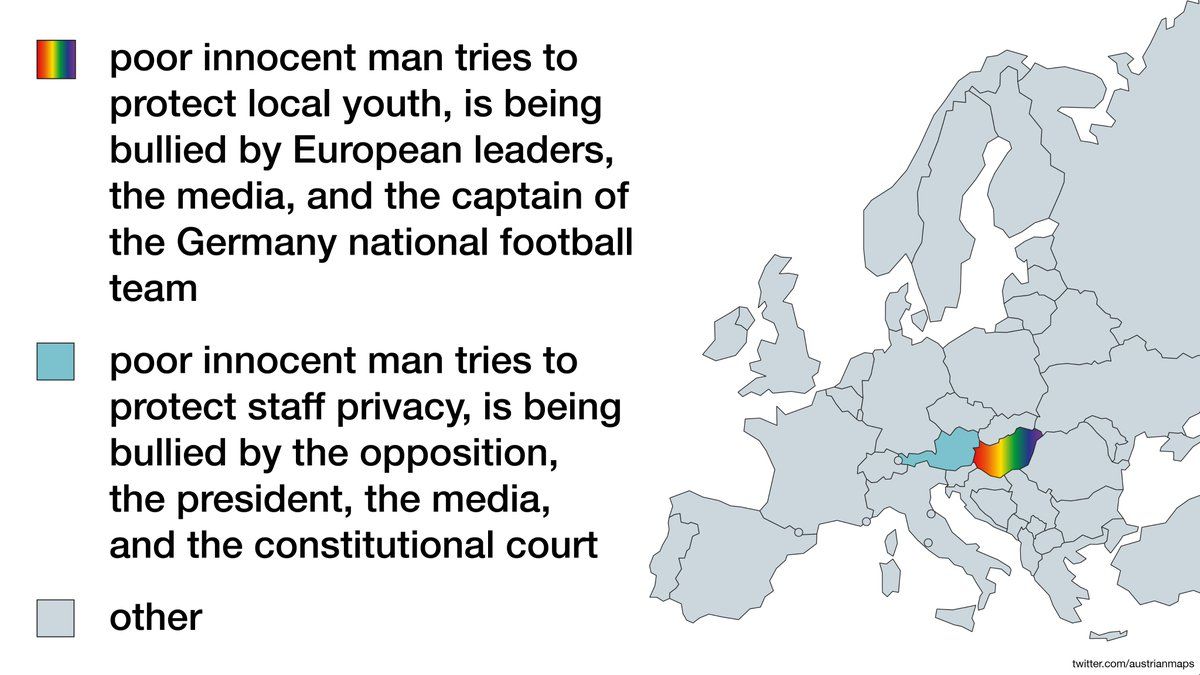 poor innocent man tries to
protect local youth, is being
bullied by European leaders,
the media, and the captain of
the Germany national football
team
poor innocent man tries to
protect staff privacy, is being
bullied by the opposition,
the president, the media,
and the constitutional court
other
twitter.com/austrianmaps